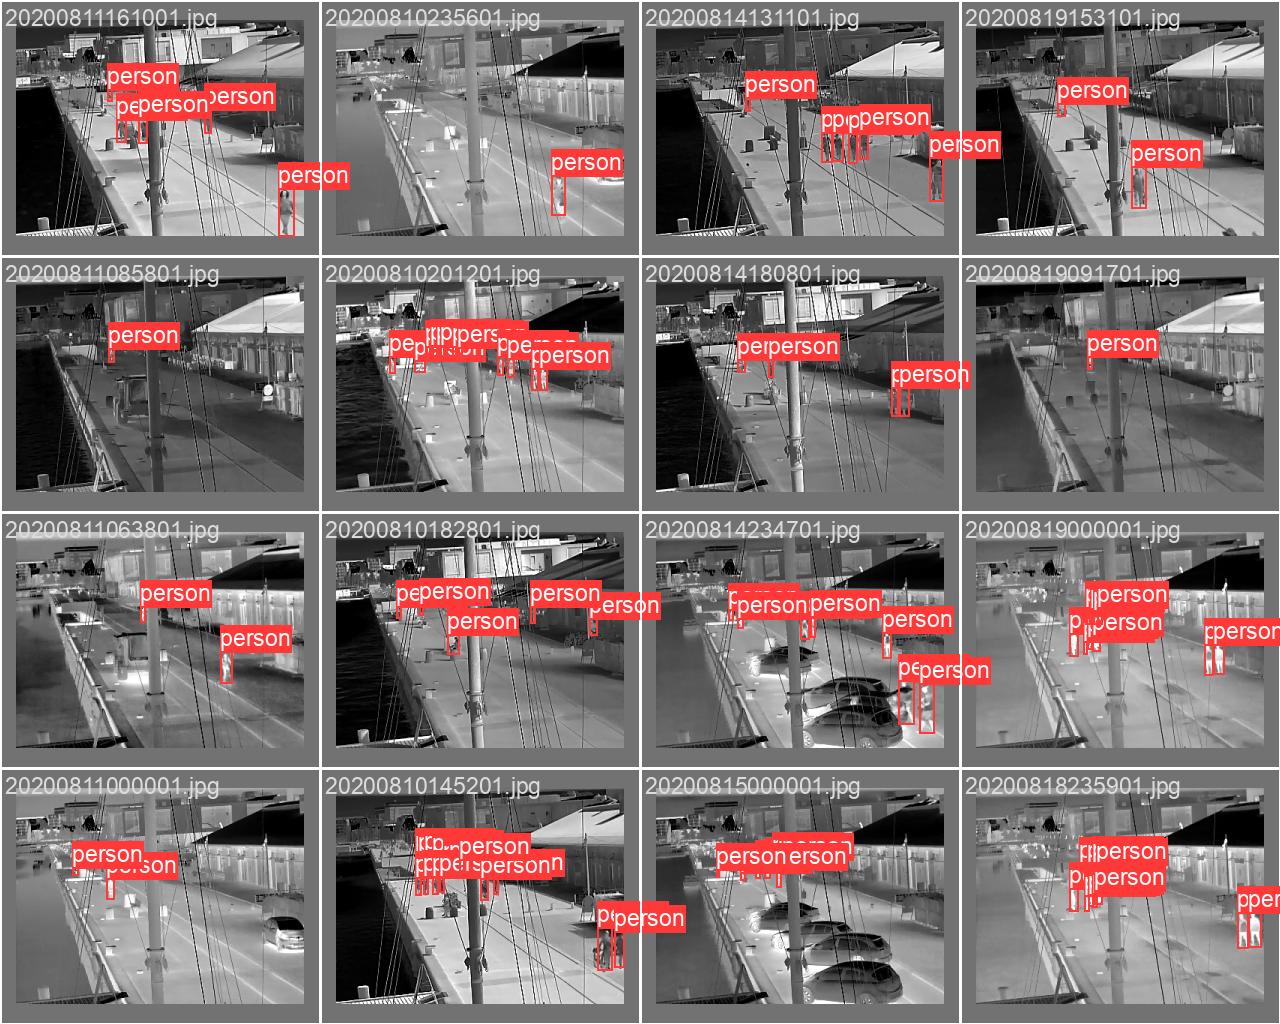 20200811161001.jpg
person
person
person
person
20200810235601.jpg
person
20200814131101.jpg
person
person
person
20200819153101.jpg
person
person
20200811085801.jpg
person
20200810201201.jpg
person
20200814180801.jpg
person
person
20200819091701.jpg
person
20200811063801.jpg
person
person
20200810182801.jpg
person
person
person
person
20200814234701.jpg
person
person
person
person
20200819000001.jpg
person
person
person
20200811000001.jpg
person
person
20200810145201.jpg
person
person
person
20200815000001.jpg
person
person
20200818235901.jpg
person
person